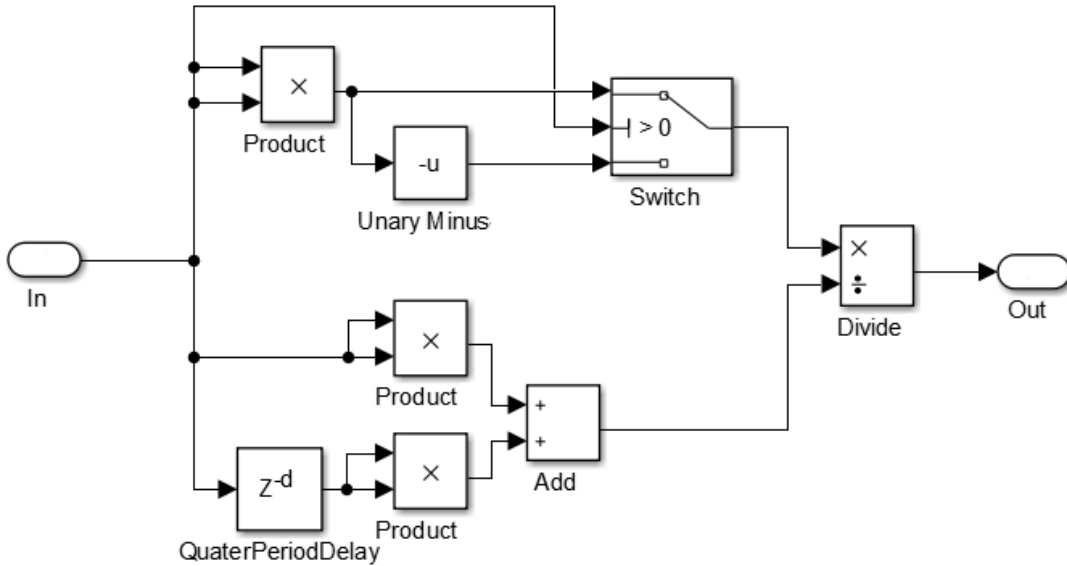 ×
Product
> 0
Switch
-u
Unary Minus
In
×
÷
Divide
Out
×
Product
+
+
Add
Z-d
QuaterPeriodDelay
×
Product